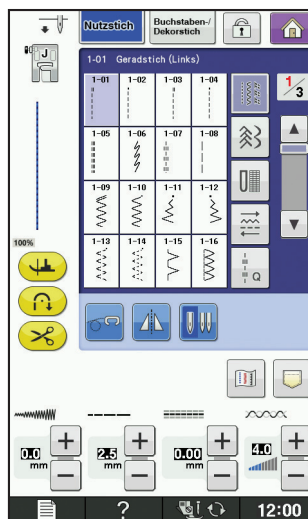 Nutzstich
Buchstaben-/
Dekorstich
J
1-01 Geradstich (Links)
1/3
1-01 1-02 1-03 1-04
1-05 1-06 1-07 1-08
1-09 1-10 1-11 1-12
1-13 1-14 1-15 1-16
Q
100%
0.0 mm
2.5 mm
0.00 mm
4.0
?
12:00